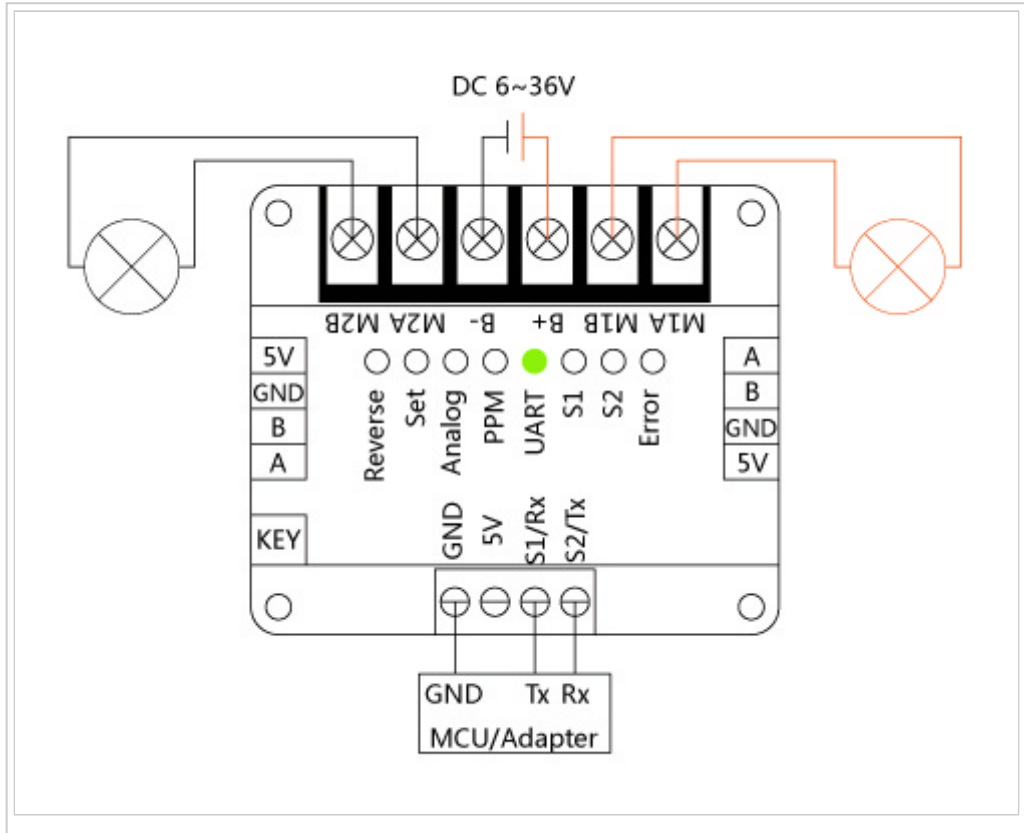 DC 6~36V
M2B M2A B- B+ M1B M1A
5V
GND
B
A
KEY
Reverse
Set
Analog
PPM
UART
S1
S2
Error
A
B
GND
5V
GND
5V
S1/Rx
S2/Tx
GND Tx Rx
MCU/Adapter